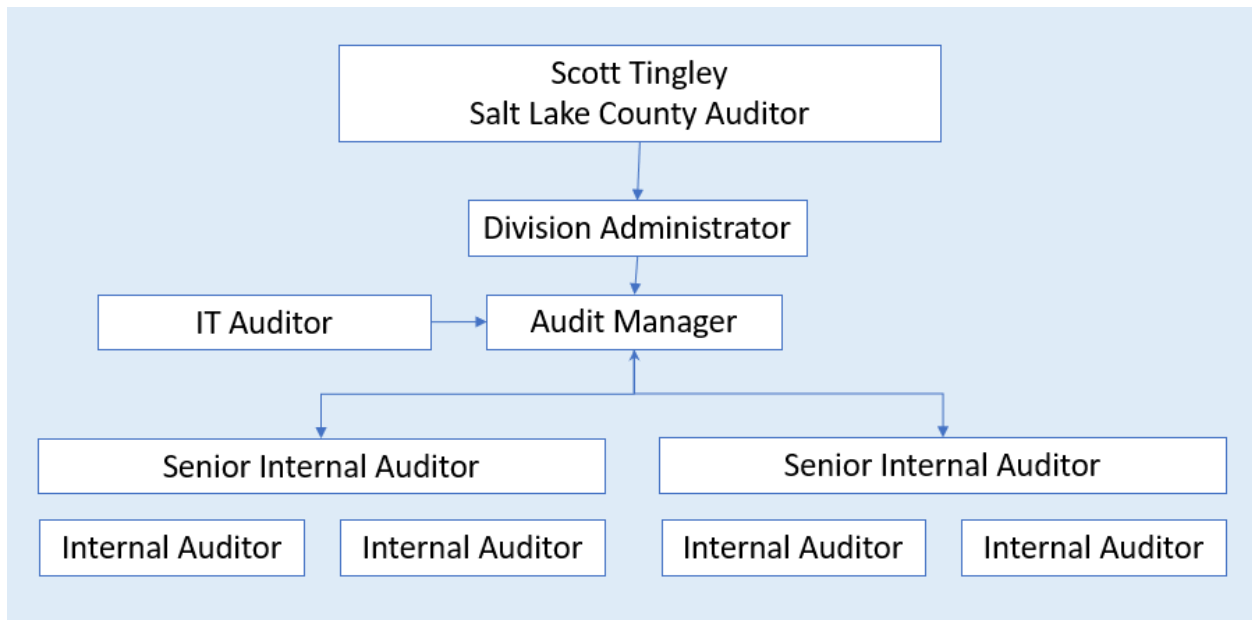 Scott Tingley
Salt Lake County Auditor
Division Administrator
IT Auditor
Audit Manager
Senior Internal Auditor
Senior Internal Auditor
Internal Auditor
Internal Auditor
Internal Auditor
Internal Auditor